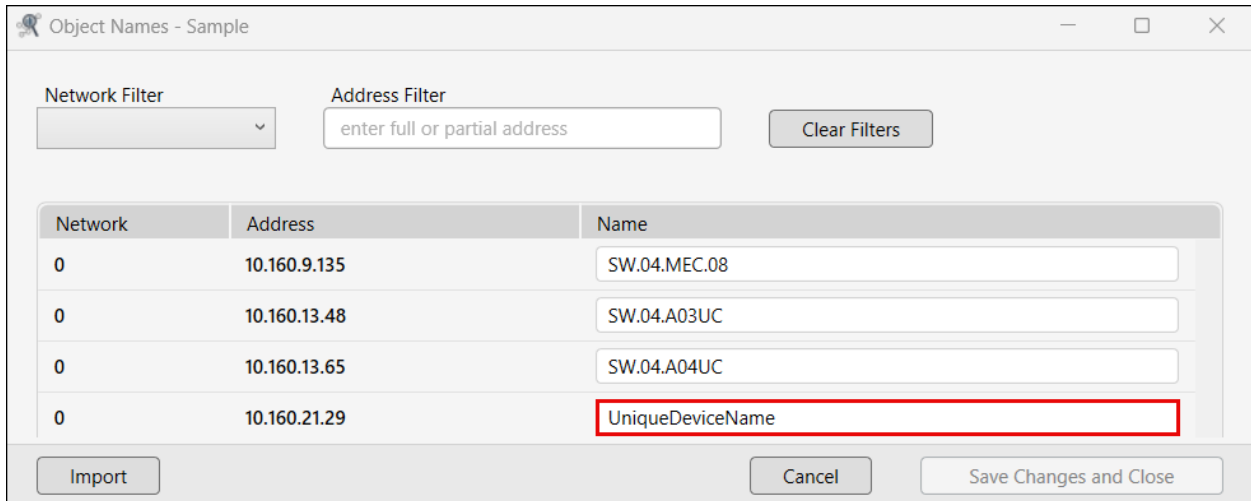 Object Names - Sample
Network Filter Address Filter
enter full or partial address Clear Filters
Network Address Name
0 10.160.9.135 SW.04.MEC.08
0 10.160.13.48 SW.04.A03UC
0 10.160.13.65 SW.04.A04UC
0 10.160.21.29 UniqueDeviceName
Import Cancel Save Changes and Close